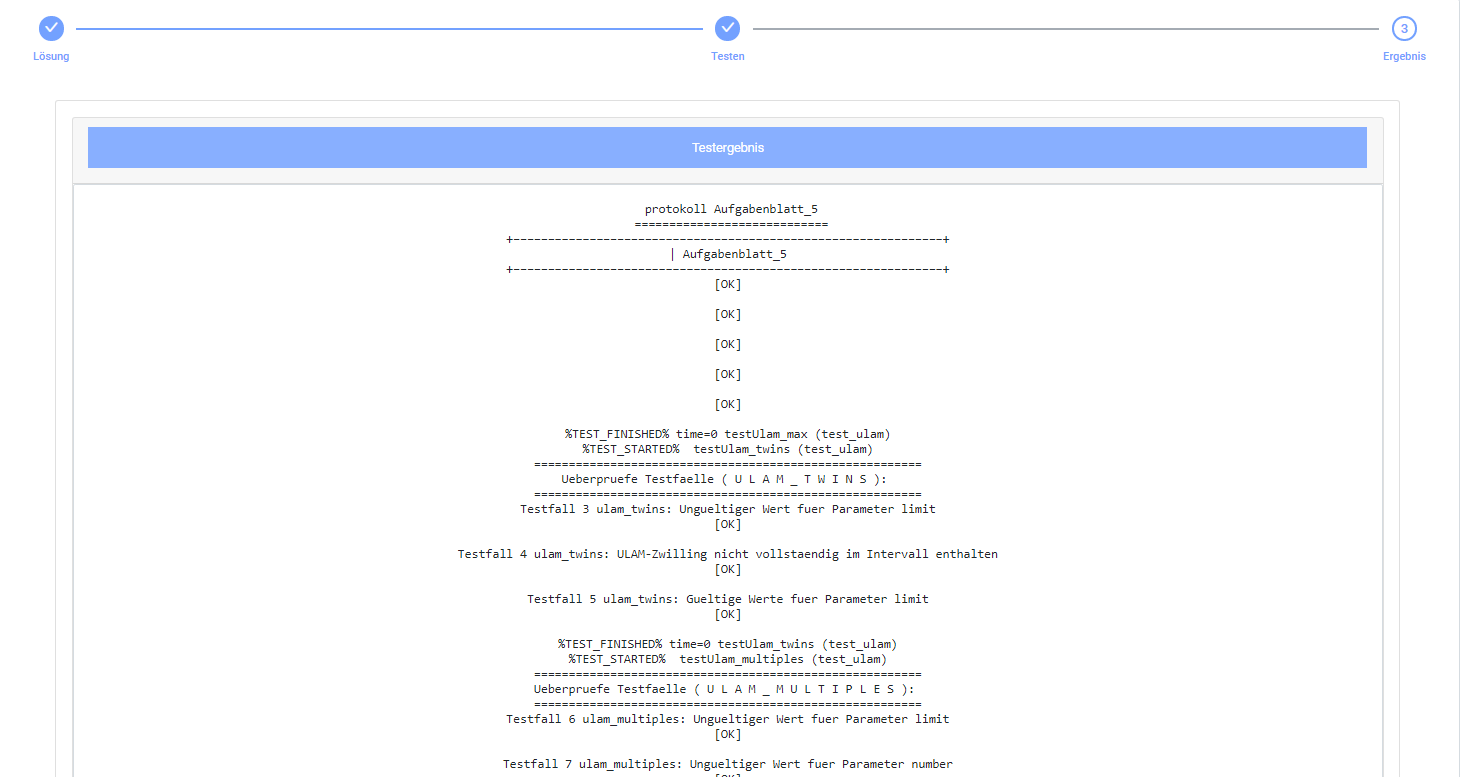 3
Lösung
Testen
Ergebnis
Testergebnis
protokoll Aufgabenblatt_5
============================
+--------------------------------------------------------------+
| Aufgabenblatt_5
+--------------------------------------------------------------+
[OK]
[OK]
[OK]
[OK]
[OK]
%TEST_FINISHED% time=0 testUlam_max (test_ulam)
%TEST_STARTED%  testUlam_twins (test_ulam)
========================================================
Ueberpruefe Testfaelle ( U L A M _ T W I N S ):
========================================================
Testfall 3 ulam_twins: Ungueltiger Wert fuer Parameter limit
[OK]
Testfall 4 ulam_twins: ULAM-Zwilling nicht vollstaendig im Intervall enthalten
[OK]
Testfall 5 ulam_twins: Gueltige Werte fuer Parameter limit
[OK]
%TEST_FINISHED% time=0 testUlam_twins (test_ulam)
%TEST_STARTED%  testUlam_multiples (test_ulam)
========================================================
Ueberpruefe Testfaelle ( U L A M _ M U L T I P L E S ):
========================================================
Testfall 6 ulam_multiples: Ungueltiger Wert fuer Parameter limit
[OK]
Testfall 7 ulam_multiples: Ungueltiger Wert fuer Parameter number
[OK]